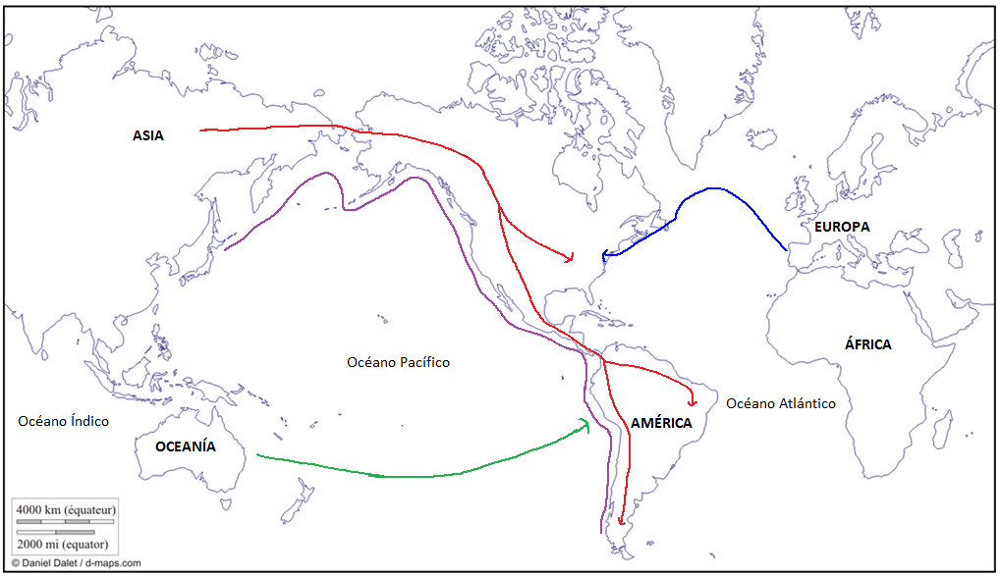 ASIA
EUROPA
ÁFRICA
Océano Pacífico
Océano Atlántico
Océano Índico
AMÉRICA
OCEANÍA
4000 km (équateur)
2000 mi (equator)
© Daniel Dalet / d-maps.com